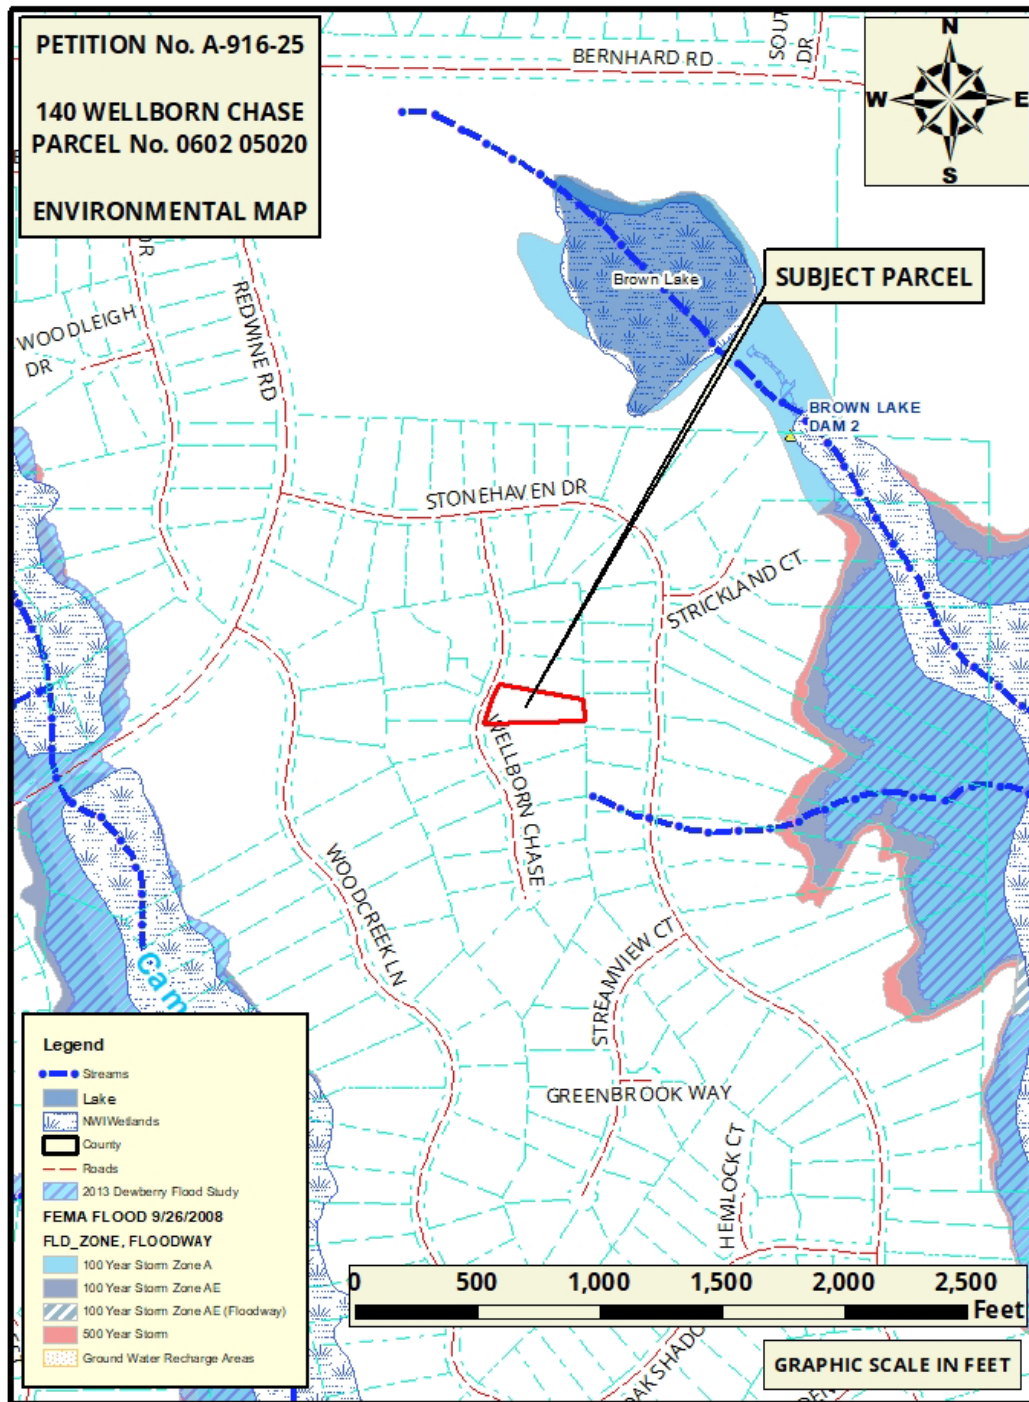 PETITION No. A-916-25
140 WELLBORN CHASE
PARCEL No. 0602 05020
ENVIRONMENTAL MAP
BERNHARD RD
DR
N
W
E
S
DR
REDWINE RD
WOODLEIGH
DR
Brown Lake
SUBJECT PARCEL
BROWN LAKE
DAM 2
STONEHAVEN DR
STRICKLAND CT
WELLBORN CHASE
WOODCREEK LN
STREAMVIEW CT
GREENBROOK WAY
HEMLOCK CT
Legend
Streams
Lake
NWI Wetlands
County
Roads
2013 Dewberry Flood Study
FEMA FLOOD 9/26/2008
FLD_ZONE, FLOODWAY
100 Year Storm Zone A
100 Year Storm Zone AE
100 Year Storm Zone AE (Floodway)
500 Year Storm
Ground Water Recharge Areas
0 500 1,000 1,500 2,000 2,500
Feet
GRAPHIC SCALE IN FEET